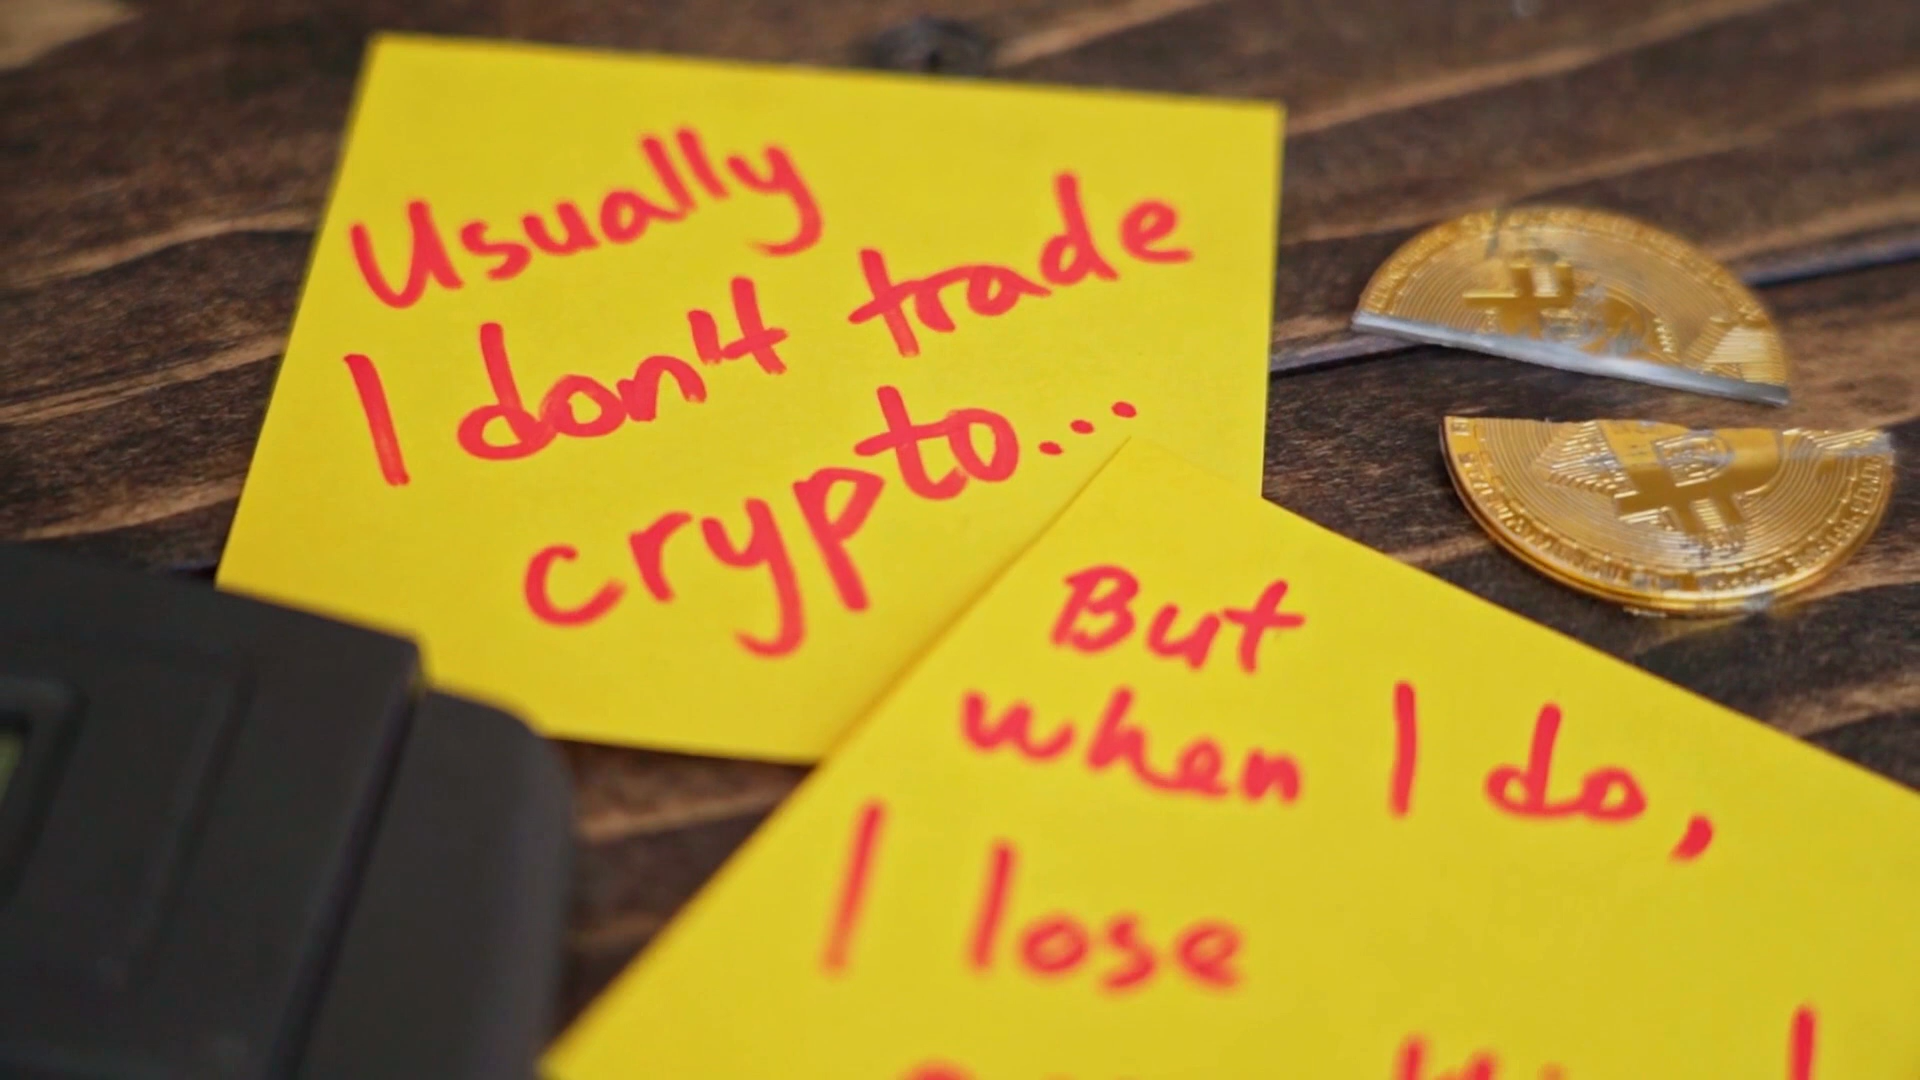 Usually
I don't trade
crypto...
But
when I do,
I lose